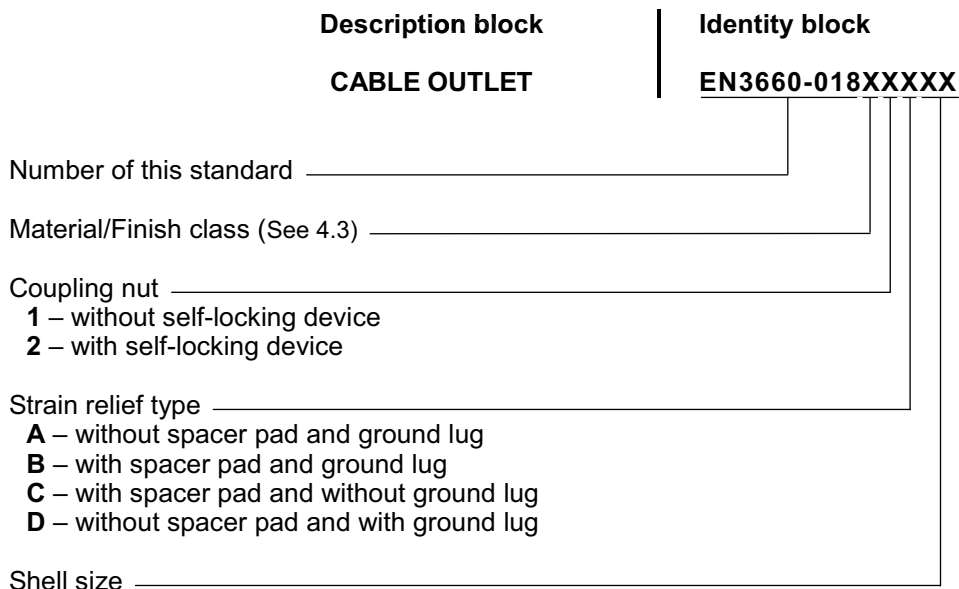 Description block Identity block
CABLE OUTLET EN3660-018XXXXX
Number of this standard
Material/Finish class (See 4.3)
Coupling nut
1 – without self-locking device
2 – with self-locking device
Strain relief type
A – without spacer pad and ground lug
B – with spacer pad and ground lug
C – with spacer pad and without ground lug
D – without spacer pad and with ground lug
Shell size